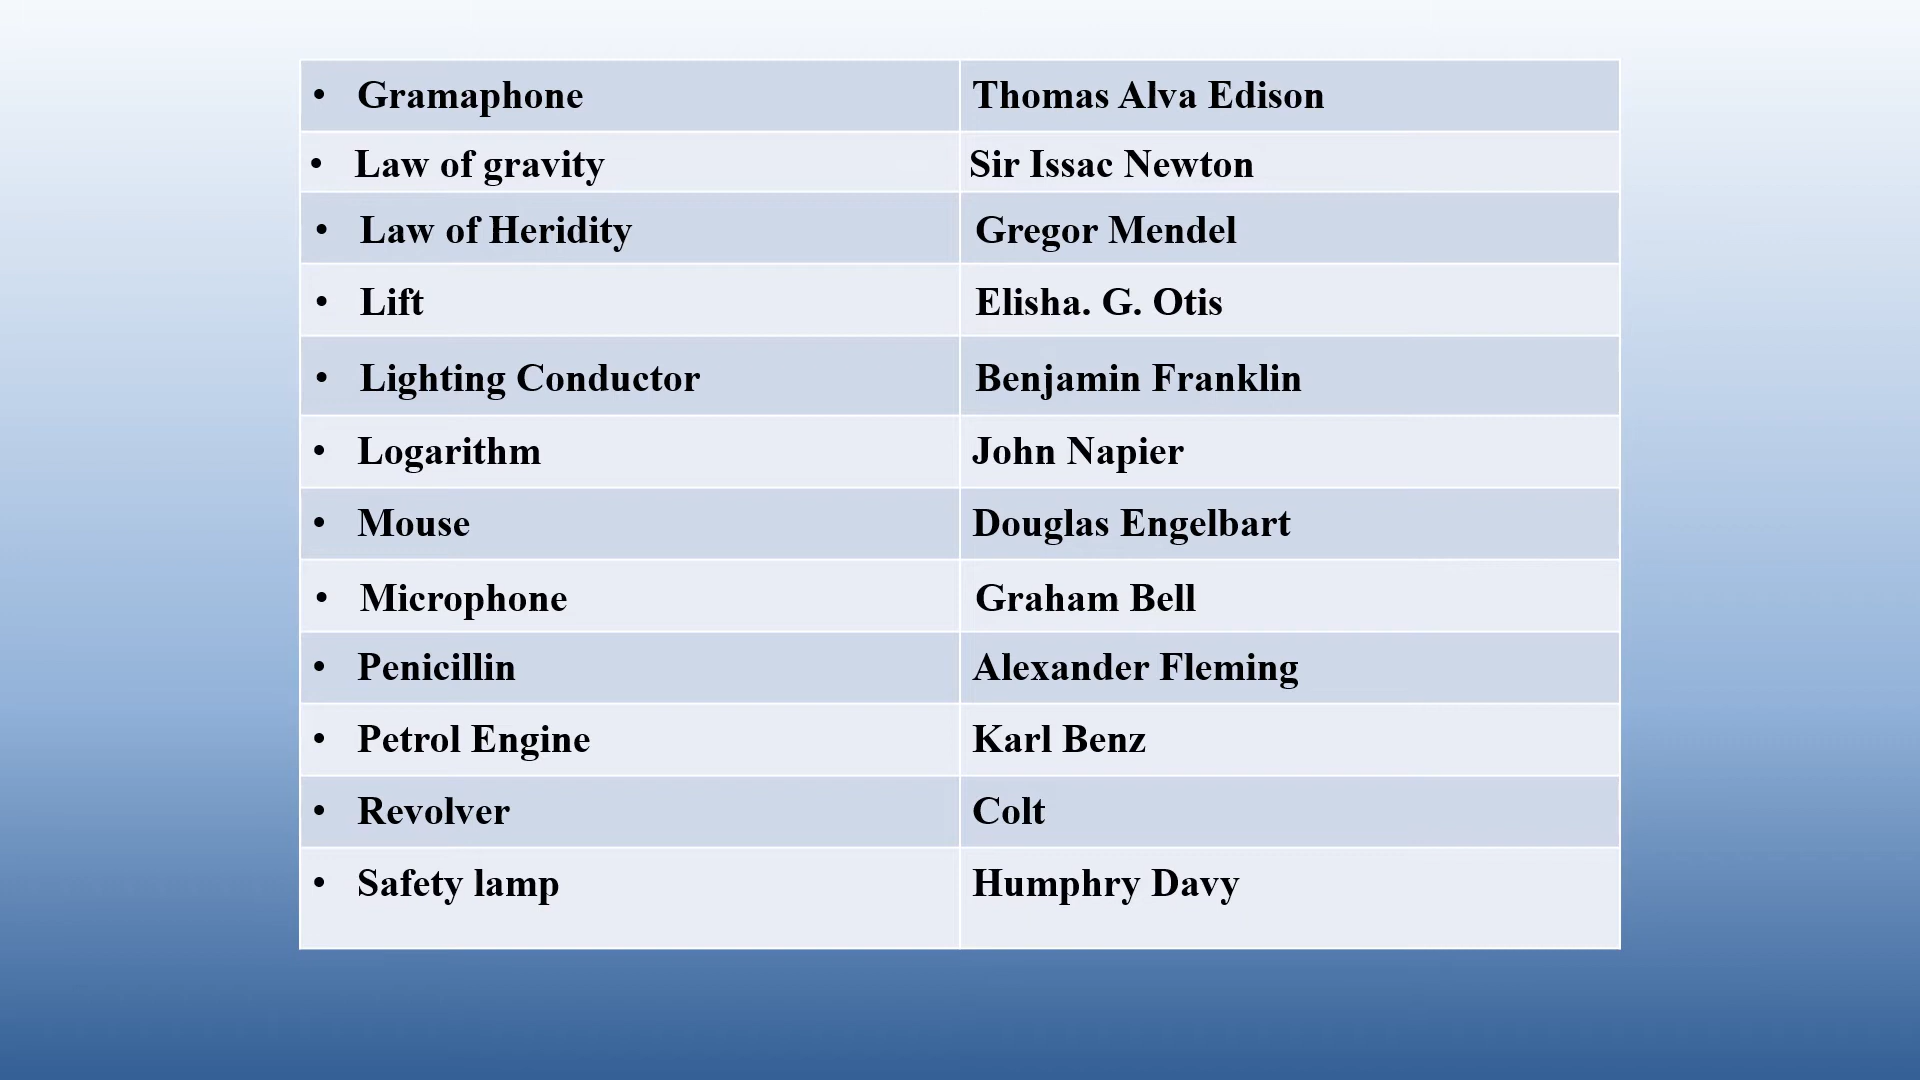 • Gramaphone Thomas Alva Edison
• Law of gravity Sir Issac Newton
• Law of Heridity Gregor Mendel
• Lift Elisha. G. Otis
• Lighting Conductor Benjamin Franklin
• Logarithm John Napier
• Mouse Douglas Engelbart
• Microphone Graham Bell
• Penicillin Alexander Fleming
• Petrol Engine Karl Benz
• Revolver Colt
• Safety lamp Humphry Davy